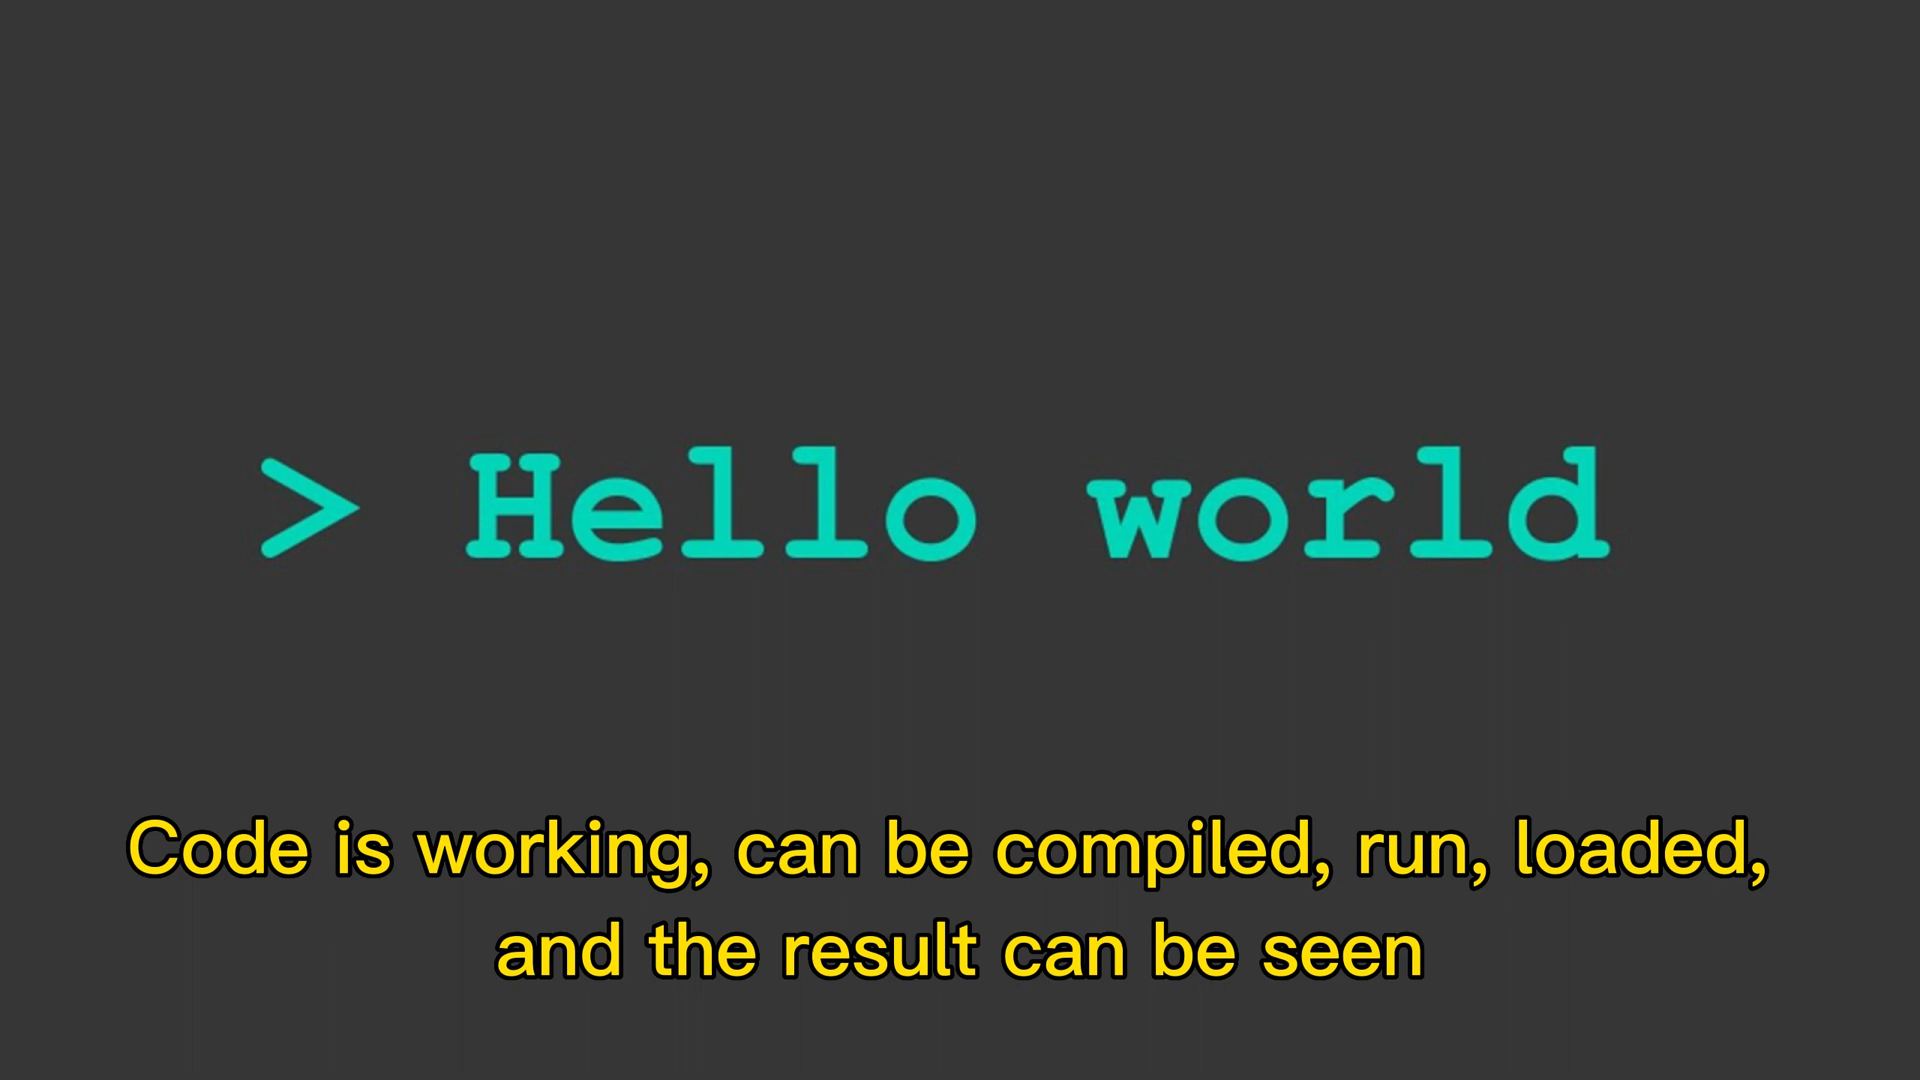 > Hello world
Code is working, can be compiled, run, loaded,
and the result can be seen